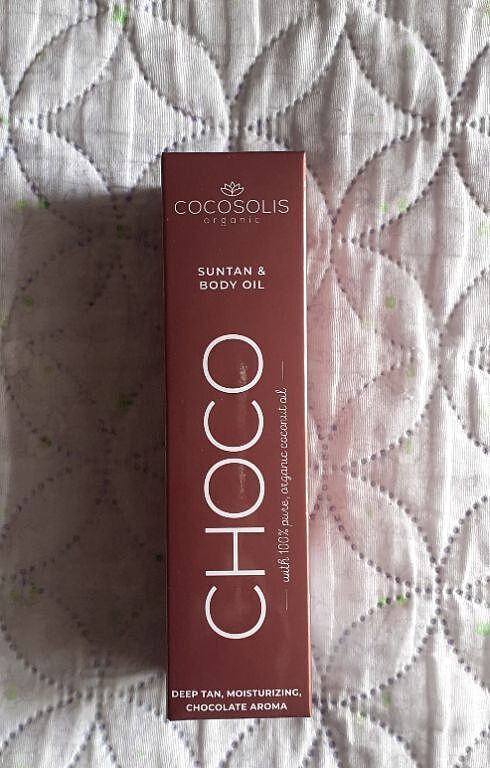 COCOSOLIS
organic
SUNTAN &
BODY OIL
CHOCO
with 100% pure, organic coconut oil
DEEP TAN, MOISTURIZING,
CHOCOLATE AROMA